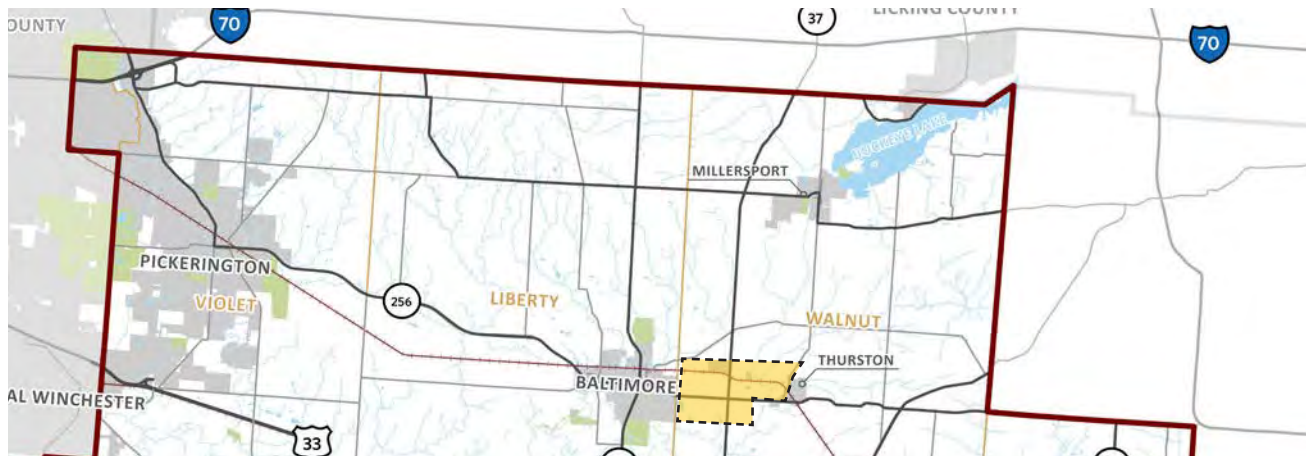 OUNTY
70
37
LICKING COUNTY
70
BUCKEYE LAKE
MILLERSPORT
PICKERINGTON
VIOLET
256
LIBERTY
WALNUT
THURSTON
BALTIMORE
AL WINCHESTER
33